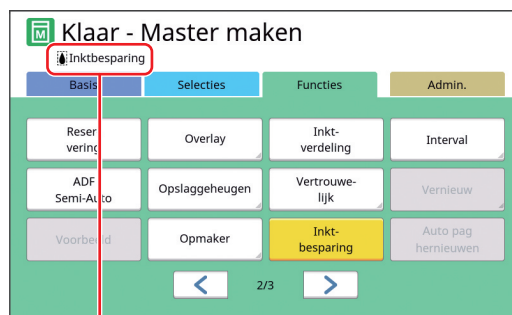 Klaar - Master maken
Inktbesparing
Basis
Selecties
Functies
Admin.
Reser-
vering
Overlay
Inkt-
verdeling
Interval
ADF
Semi-Auto
Opslaggeheugen
Vertrouwe-
lijk
Vernieuw
Voorbeeld
Opmaker
Inkt-
besparing
Auto pag
hernieuwen
2/3